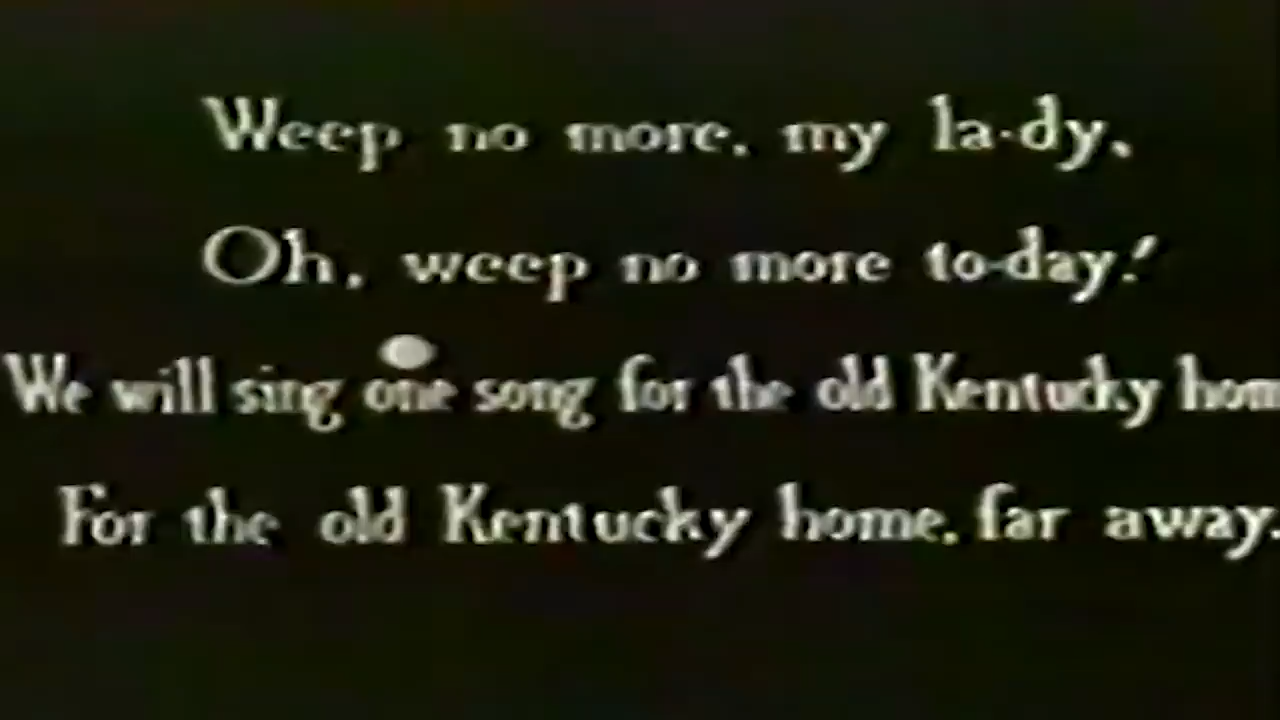 Weep no more, my la-dy,
Oh, weep no more to-day!
We will sing one song for the old Kentucky hom
For the old Kentucky home, far away.